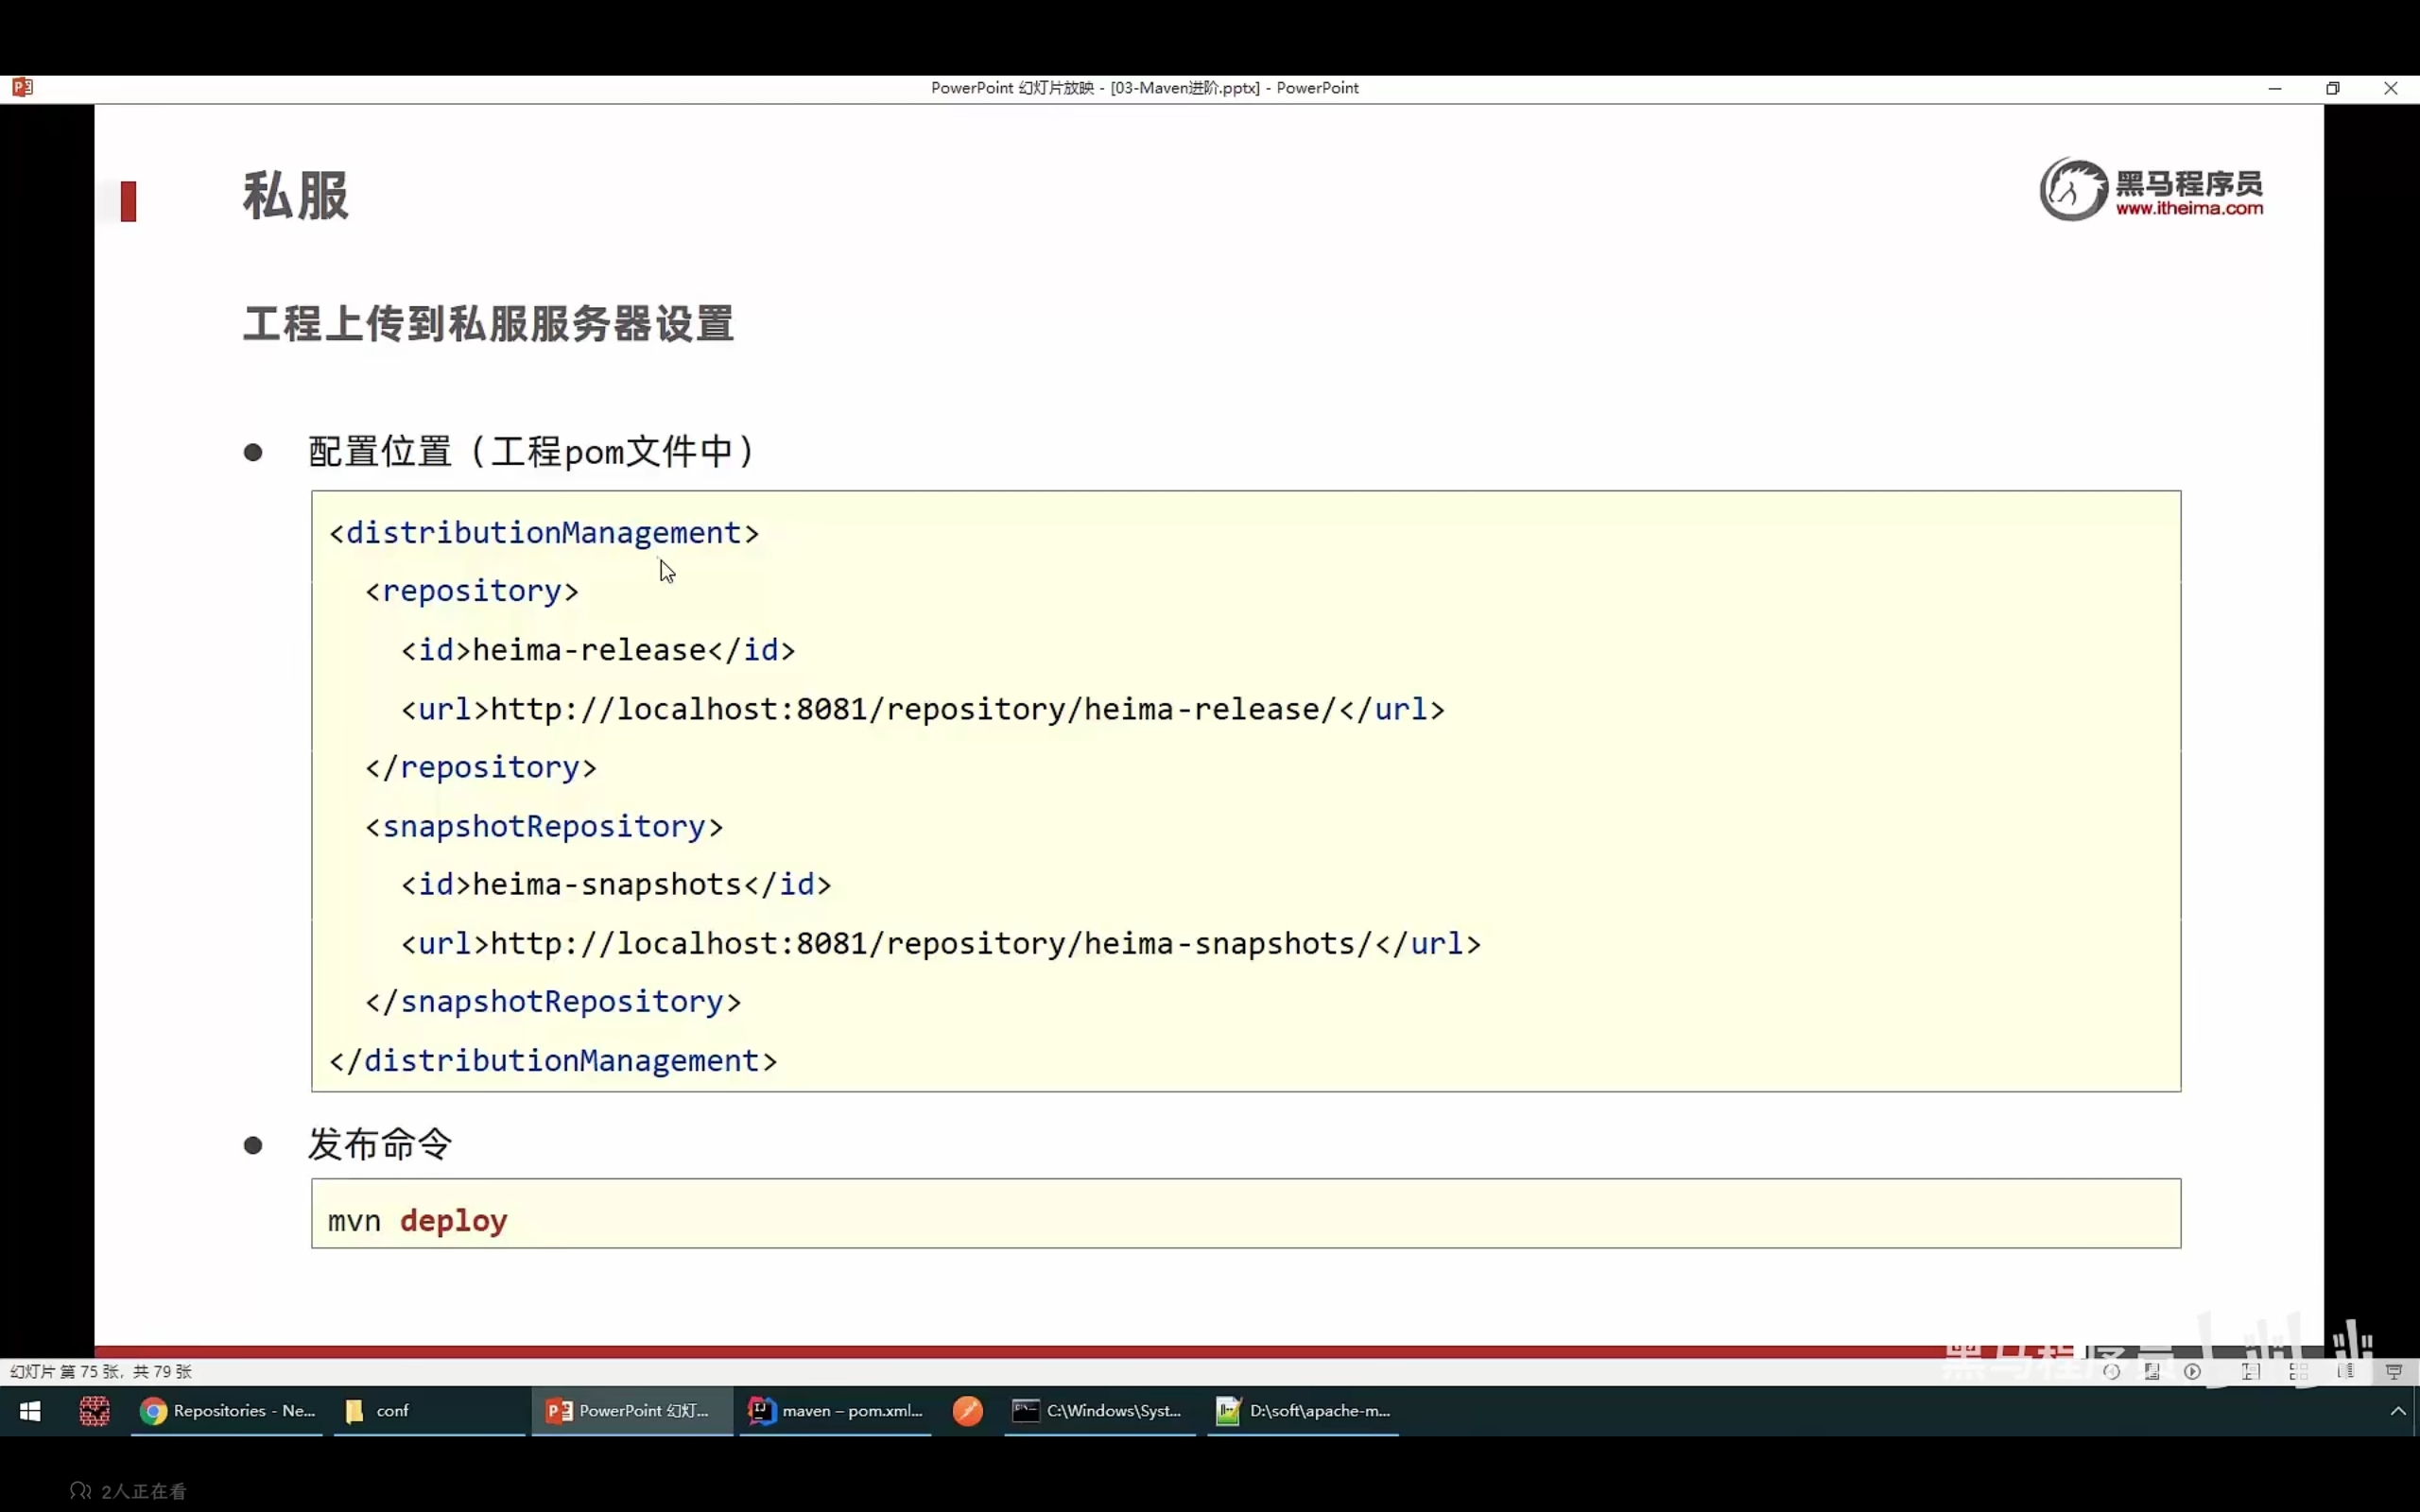 PowerPoint 幻灯片放映 - [03-Maven进阶.pptx] - PowerPoint
私服
黑马程序员
www.itheima.com
工程上传到私服服务器设置
● 配置位置（工程pom文件中）
<distributionManagement>
<repository>
<id>heima-release</id>
<url>http://localhost:8081/repository/heima-release/</url>
</repository>
<snapshotRepository>
<id>heima-snapshots</id>
<url>http://localhost:8081/repository/heima-snapshots/</url>
</snapshotRepository>
</distributionManagement>
● 发布命令
mvn deploy
黑马程序员
幻灯片 第 75 张，共 79 张
Repositories - Ne...
conf
PowerPoint 幻灯...
maven – pom.xml...
C:\Windows\Syst...
D:\soft\apache-m...
2人正在看